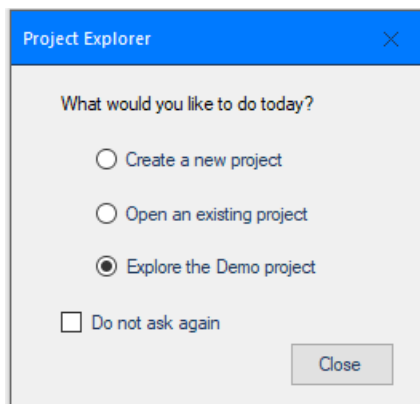 Project Explorer
What would you like to do today?
Create a new project
Open an existing project
Explore the Demo project
Do not ask again
Close